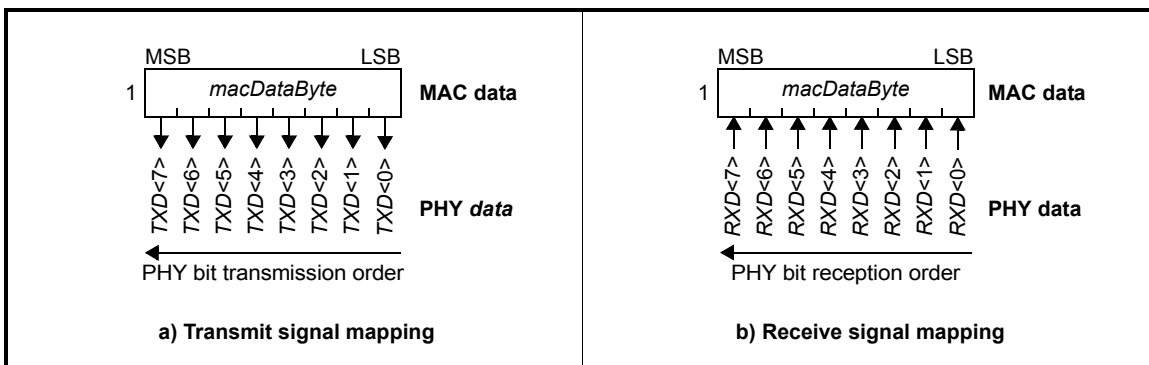 MSB LSB
1 macDataByte MAC data
TXD<7> TXD<6> TXD<5> TXD<4> TXD<3> TXD<2> TXD<1> TXD<0> PHY data
PHY bit transmission order
a) Transmit signal mapping
MSB LSB
1 macDataByte MAC data
RXD<7> RXD<6> RXD<5> RXD<4> RXD<3> RXD<2> RXD<1> RXD<0> PHY data
PHY bit reception order
b) Receive signal mapping